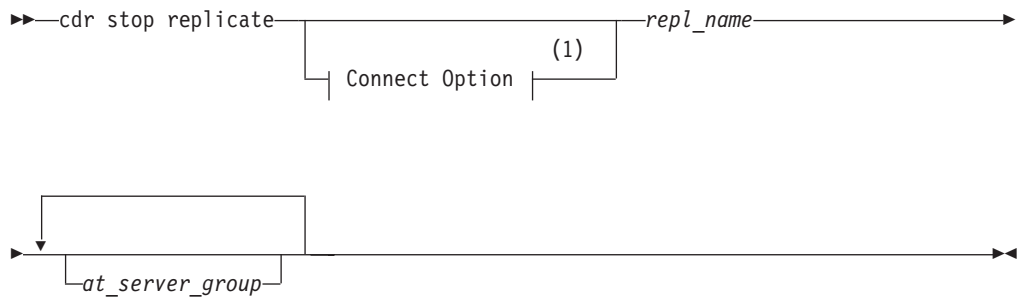 cdr stop replicate repl_name
(1)
Connect Option
at_server_group